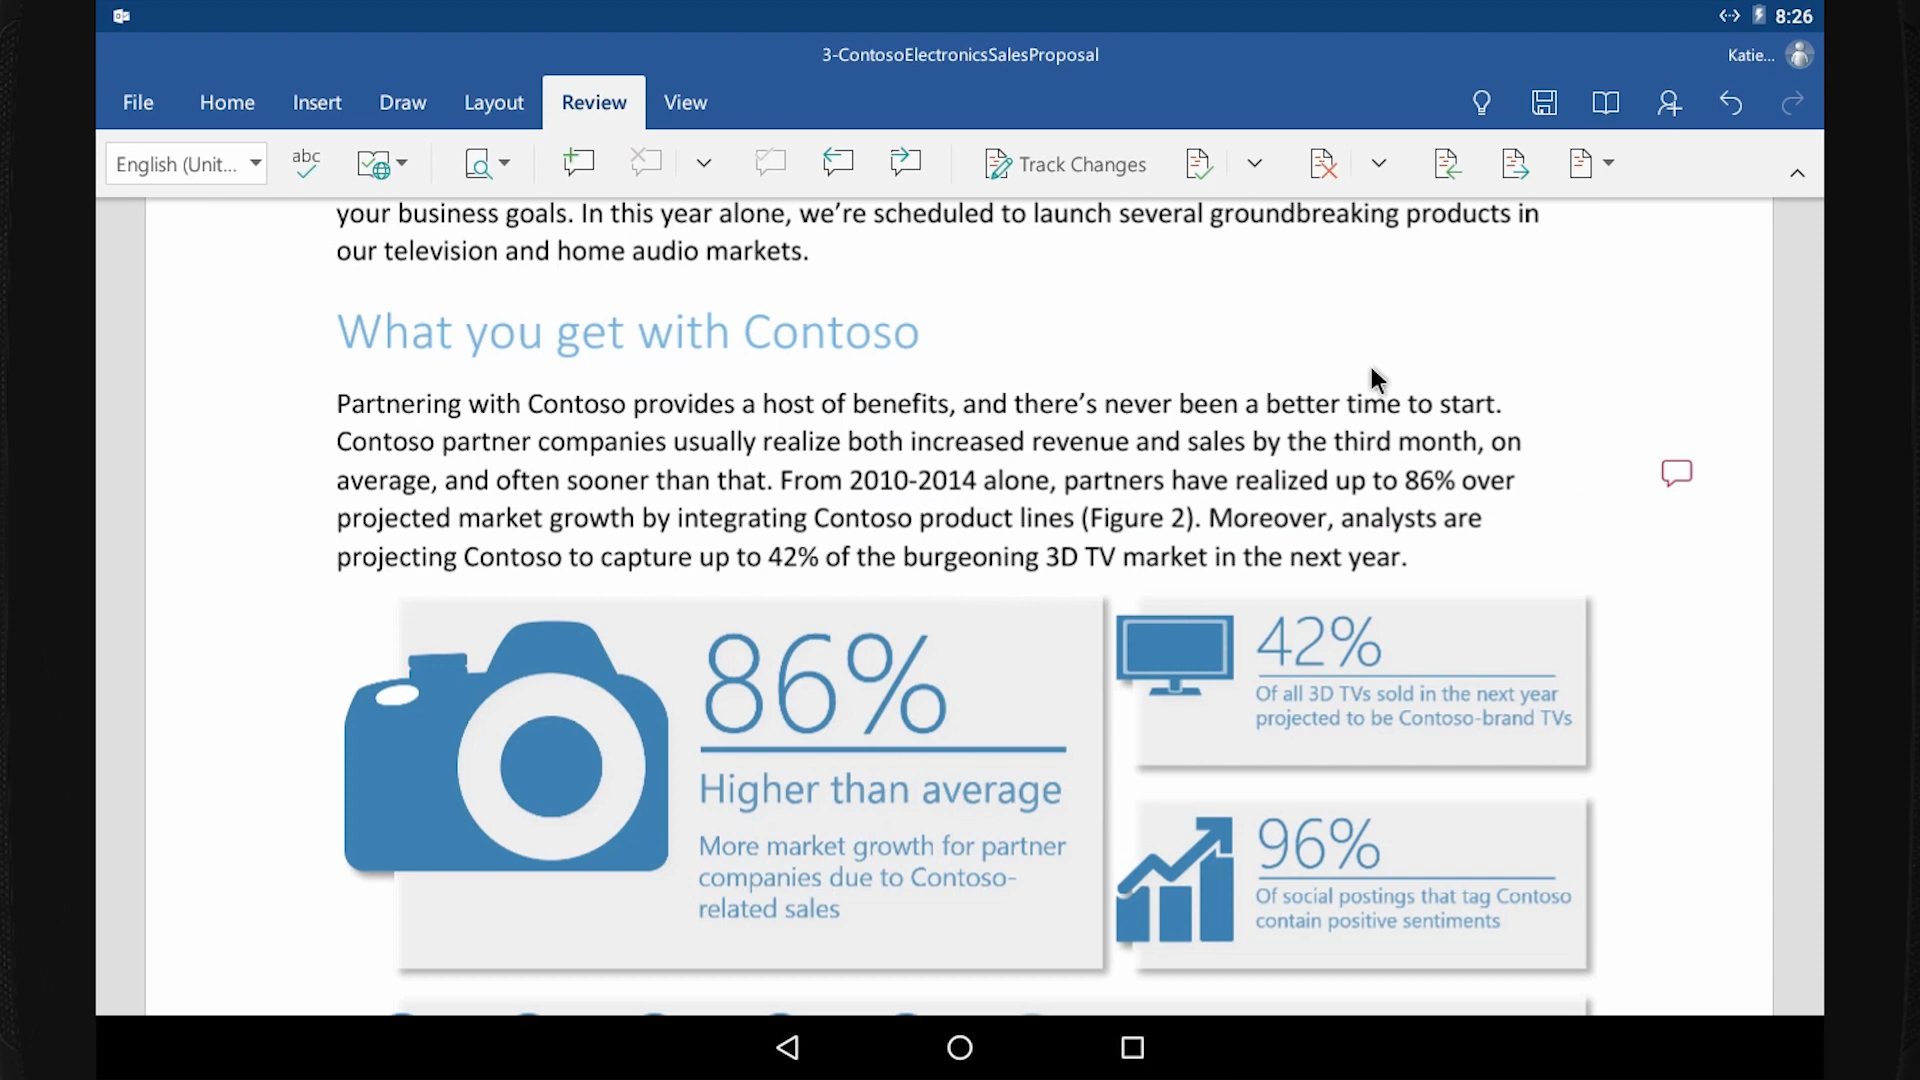 8:26
3-ContosoElectronicsSalesProposal
Katie...
File Home Insert Draw Layout Review View
English (Unit... abc Track Changes
your business goals. In this year alone, we’re scheduled to launch several groundbreaking products in
our television and home audio markets.
What you get with Contoso
Partnering with Contoso provides a host of benefits, and there’s never been a better time to start.
Contoso partner companies usually realize both increased revenue and sales by the third month, on
average, and often sooner than that. From 2010-2014 alone, partners have realized up to 86% over
projected market growth by integrating Contoso product lines (Figure 2). Moreover, analysts are
projecting Contoso to capture up to 42% of the burgeoning 3D TV market in the next year.
86%
Higher than average
More market growth for partner
companies due to Contoso-
related sales
42%
Of all 3D TVs sold in the next year
projected to be Contoso-brand TVs
96%
Of social postings that tag Contoso
contain positive sentiments